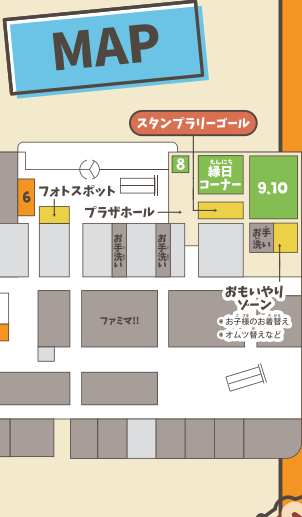 MAP
スタンプラリーゴール
8
えんにち
縁日
コーナー
9.10
6
フォトスポット
プラザホール
お手洗い
お手洗い
お手
洗い
おもいやり
ゾーン
※お子様のお着替え
※オムツ替えなど
ファミマ!!